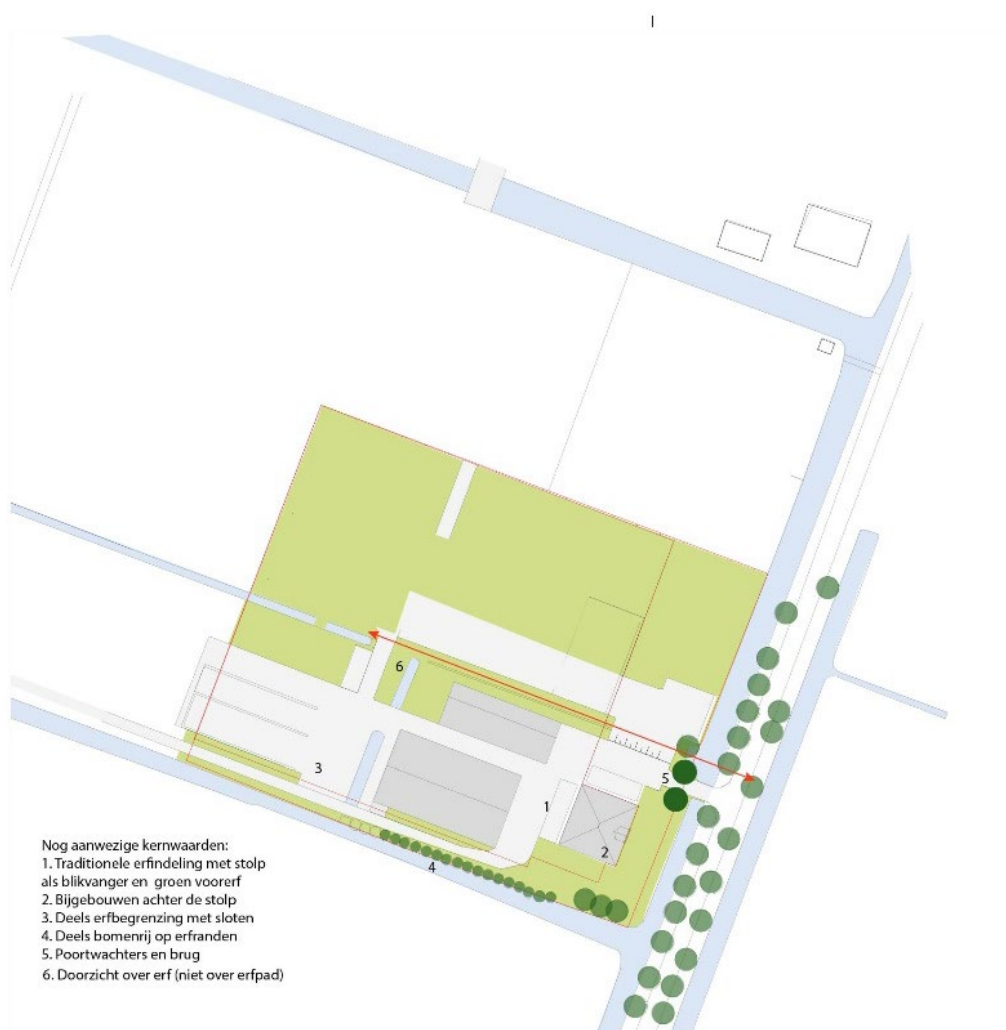 6
5
3
1
2
4
Nog aanwezige kernwaarden:
1. Traditionele erfindeling met stolp
als blikvanger en groen voorerf
2. Bijgebouwen achter de stolp
3. Deels erfbegrenzing met sloten
4. Deels bomenrij op erfranden
5. Poortwachters en brug
6. Doorzicht over erf (niet over erfpad)